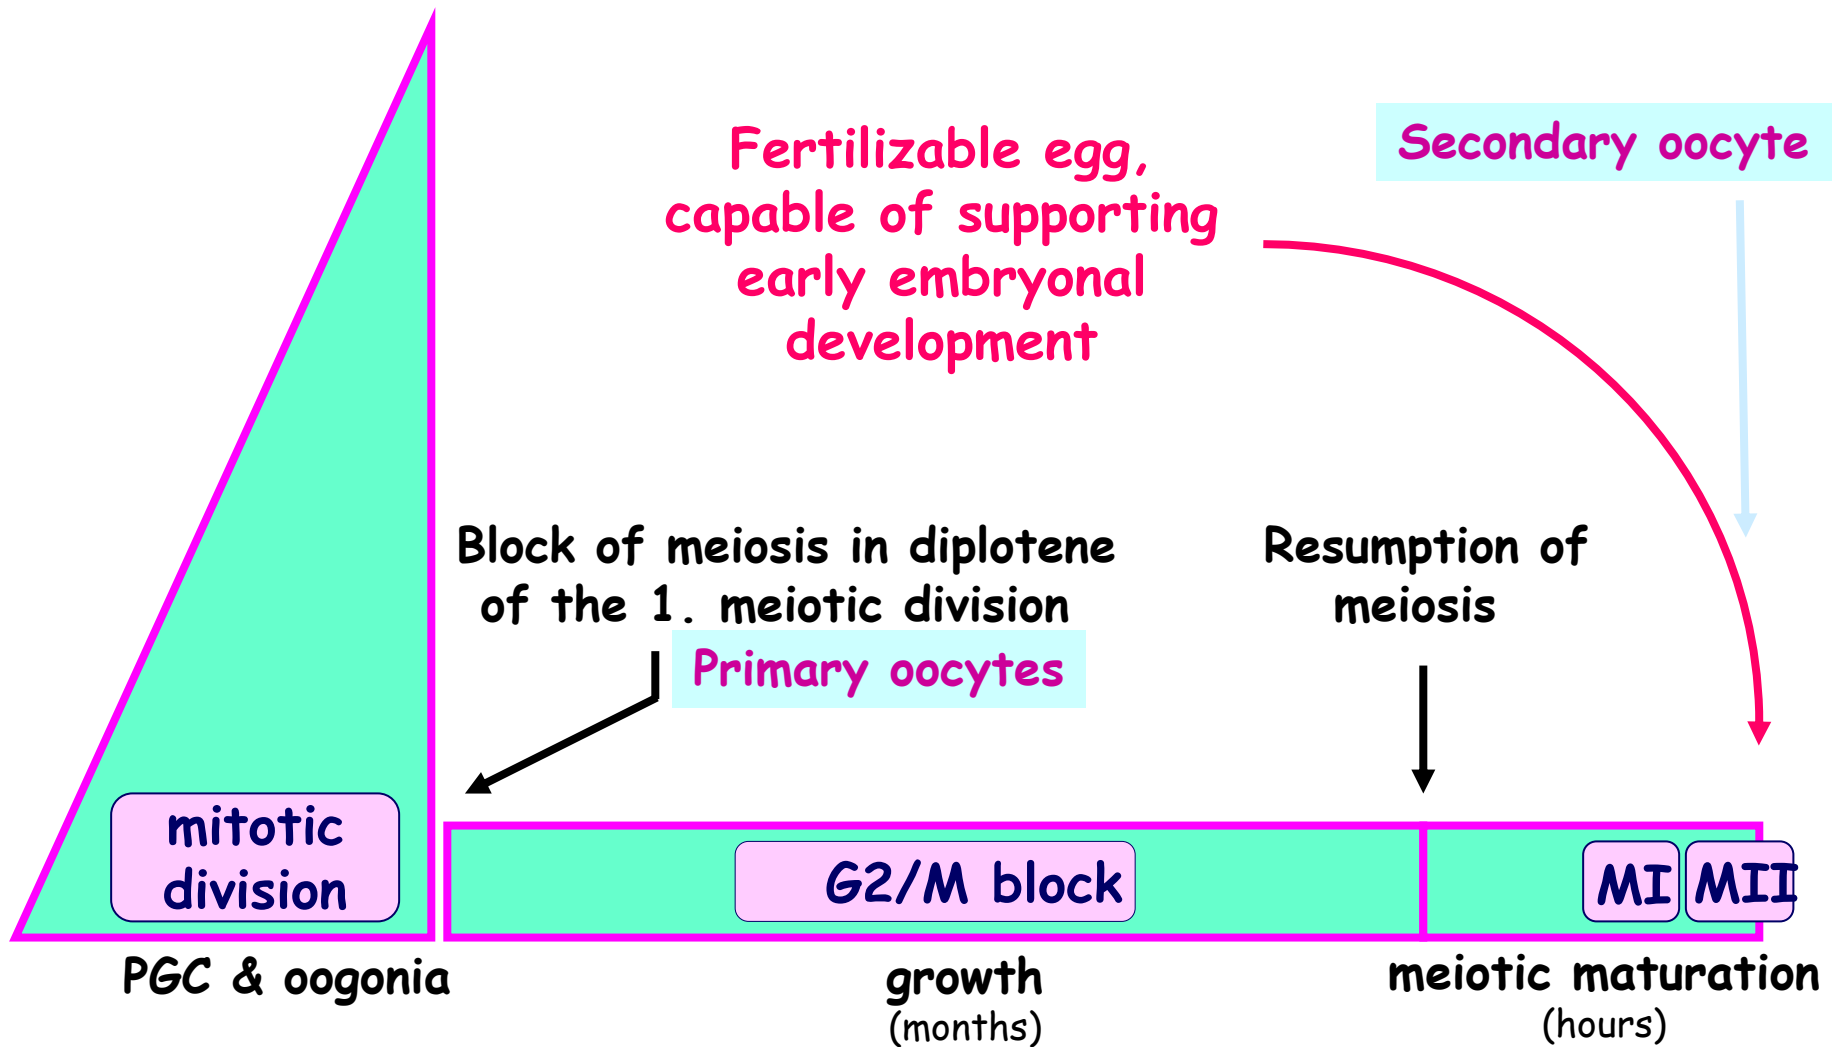 Fertilizable egg,
capable of supporting
early embryonal
development
Secondary oocyte
Block of meiosis in diplotene
of the 1. meiotic division
Primary oocytes
Resumption of
meiosis
mitotic
division
G2/M block
MI
MII
PGC & oogonia
growth
(months)
meiotic maturation
(hours)